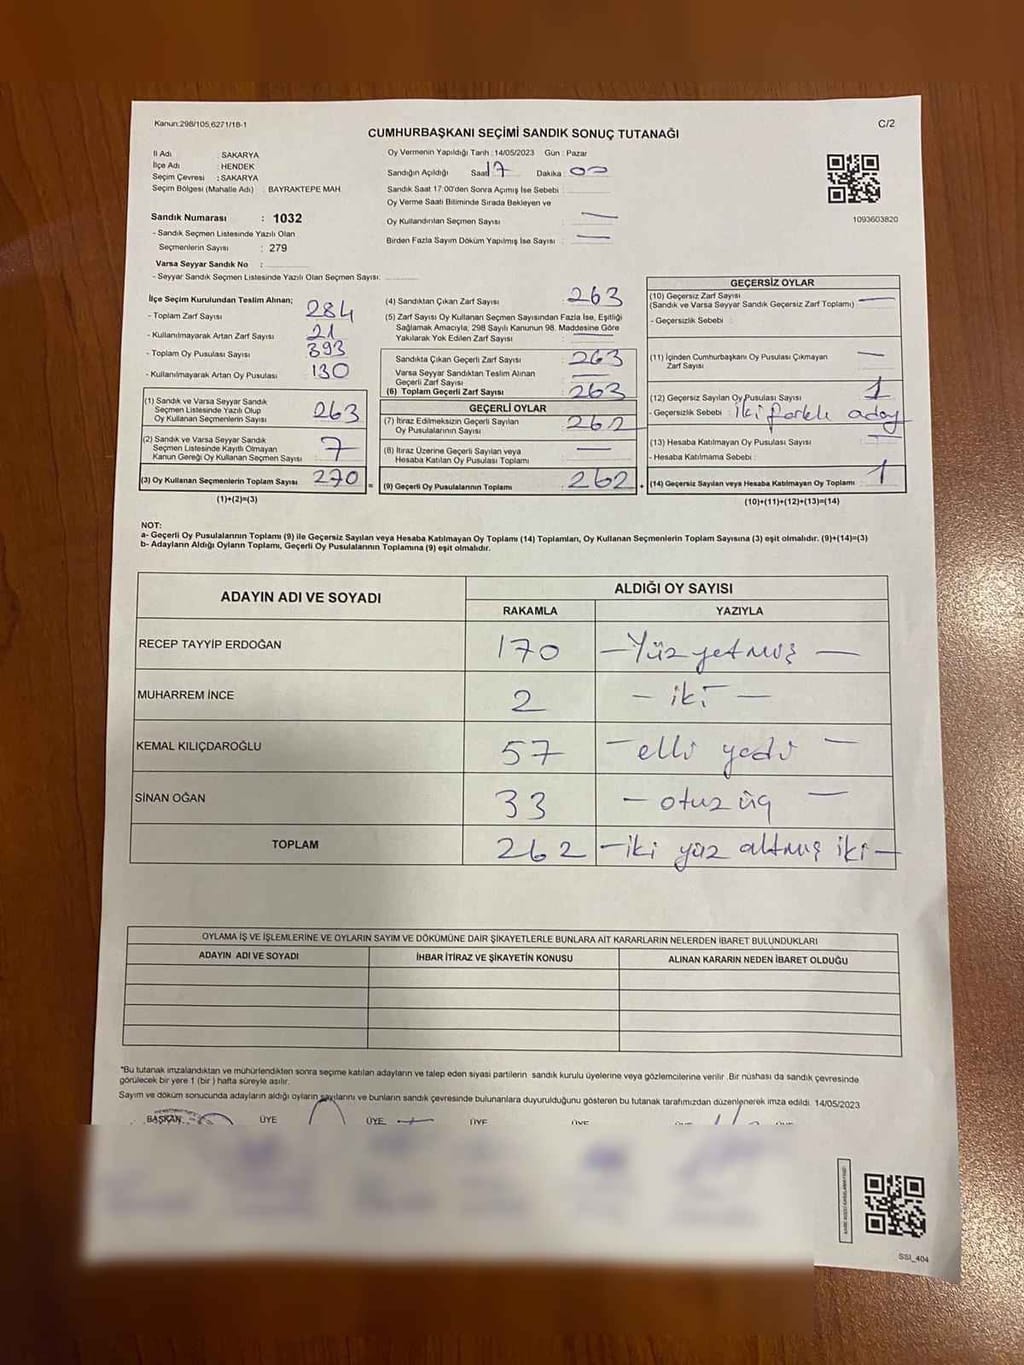 Kanun:298/105,6271/18-1
C/2
CUMHURBAŞKANI SEÇİMİ SANDIK SONUÇ TUTANAĞI
İl Adı : SAKARYA
İlçe Adı : HENDEK
Seçim Çevresi : SAKARYA
Seçim Bölgesi (Mahalle Adı) : BAYRAKTEPE MAH.
Sandık Numarası : 1032
- Sandık Seçmen Listesinde Yazılı Olan
Seçmenlerin Sayısı : 279
Varsa Seyyar Sandık No :
- Seyyar Sandık Seçmen Listesinde Yazılı Olan Seçmen Sayısı:
Oy Vermenin Yapıldığı Tarih :14/05/2023 Gün : Pazar
Sandığın Açıldığı Saat 17 Dakika : 00
Sandık Saat 17:00'den Sonra Açımış İse Sebebi :
Oy Verme Saati Bitiminde Sırada Bekleyen ve
Oy Kullandırılan Seçmen Sayısı : —
Birden Fazla Sayım Döküm Yapılmış İse Sayısı : —
1093603820
İlçe Seçim Kurulundan Teslim Alınan;
- Toplam Zarf Sayısı : 284
- Kullanılmayarak Artan Zarf Sayısı : 21
- Toplam Oy Pusulası Sayısı : 393
- Kullanılmayarak Artan Oy Pusulası : 130
(1) Sandık ve Varsa Seyyar Sandık
Seçmen Listesinde Yazılı Olup
Oy Kullanan Seçmenlerin Sayısı : 263
(2) Sandık ve Varsa Seyyar Sandık
Seçmen Listesinde Kayıtlı Olmayan
Kanun Gereği Oy Kullanan Seçmen Sayısı : 7
(3) Oy Kullanan Seçmenlerin Toplam Sayısı : 270 =
(1)+(2)=(3)
(4) Sandıktan Çıkan Zarf Sayısı : 263
(5) Zarf Sayısı Oy Kullanan Seçmen Sayısından Fazla İse, Eşitliği
Sağlamak Amacıyla, 298 Sayılı Kanunun 98. Maddesine Göre
Yakılarak Yok Edilen Zarf Sayısı :
Sandıkta Çıkan Geçerli Zarf Sayısı : 263
Varsa Seyyar Sandıktan Teslim Alınan
Geçerli Zarf Sayısı : —
(6) Toplam Geçerli Zarf Sayısı : 263
GEÇERLİ OYLAR
(7) İtiraz Edilmeksizin Geçerli Sayılan
Oy Pusulalarının Sayısı : 262
(8) İtiraz Üzerine Geçerli Sayılan veya
Hesaba Katılan Oy Pusulası Toplamı : —
(9) Geçerli Oy Pusulalarının Toplamı : 262 +
GEÇERSİZ OYLAR
(10) Geçersiz Zarf Sayısı
(Sandık ve Varsa Seyyar Sandık Geçersiz Zarf Toplamı) : —
- Geçersizlik Sebebi :
(11) İçinden Cumhurbaşkanı Oy Pusulası Çıkmayan
Zarf Sayısı : —
(12) Geçersiz Sayılan Oy Pusulası Sayısı : 1
- Geçersizlik Sebebi : iki farklı aday
(13) Hesaba Katılmayan Oy Pusulası Sayısı : —
- Hesaba Katılmama Sebebi :
(14) Geçersiz Sayılan veya Hesaba Katılmayan Oy Toplamı : 1
(10)+(11)+(12)+(13)=(14)
NOT:
a- Geçerli Oy Pusulalarının Toplamı (9) ile Geçersiz Sayılan veya Hesaba Katılmayan Oy Toplamı (14) Toplamları, Oy Kullanan Seçmenlerin Toplam Sayısına (3) eşit olmalıdır. (9)+(14)=(3)
b- Adayların Aldığı Oyların Toplamı, Geçerli Oy Pusulalarının Toplamına (9) eşit olmalıdır.
ADAYIN ADI VE SOYADI
ALDIĞI OY SAYISI
RAKAMLA YAZIYLA
RECEP TAYYİP ERDOĞAN 170 — Yüz yetmiş —
MUHARREM İNCE 2 — iki —
KEMAL KILIÇDAROĞLU 57 — elli yedi —
SİNAN OĞAN 33 — otuz üç —
TOPLAM 262 — iki yüz altmış iki —
OYLAMA İŞ VE İŞLEMLERİNE VE OYLARIN SAYIM VE DÖKÜMÜNE DAİR ŞİKAYETLERLE BUNLARA AİT KARARLARIN NELERDEN İBARET BULUNDUKLARI
ADAYIN ADI VE SOYADI İHBAR İTİRAZ VE ŞİKAYETİN KONUSU ALINAN KARARIN NEDEN İBARET OLDUĞU
*Bu tutanak imzalandıktan ve mühürlendikten sonra seçime katılan adayların ve talep eden siyasi partilerin sandık kurulu üyelerine veya gözlemcilerine verilir .Bir nüshası da sandık çevresinde
görülecek bir yere 1 (bir ) hafta süreyle asılır.
Sayım ve döküm sonucunda adayların aldığı oyların sayılarını ve bunların sandık çevresinde bulunanlara duyurulduğunu gösteren bu tutanak tarafımızdan düzenlenerek imza edildi. 14/05/2023
BAŞKAN ÜYE ÜYE ÜYE
SSI_404